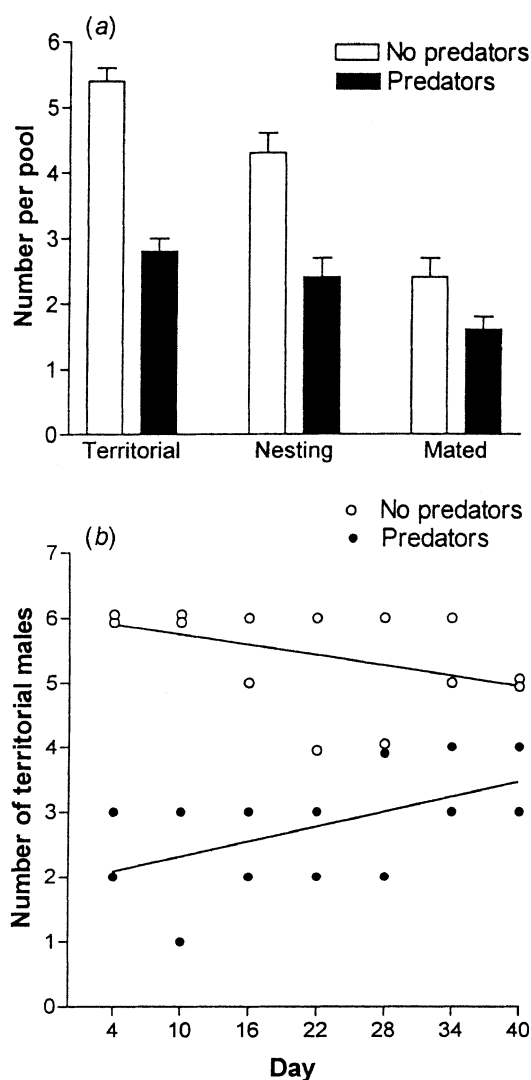 (a)
No predators
Predators
Number per pool
6
5
4
3
2
1
0
Territorial Nesting Mated
No predators
Predators
(b)
Number of territorial males
7
6
5
4
3
2
1
0
4 10 16 22 28 34 40
Day